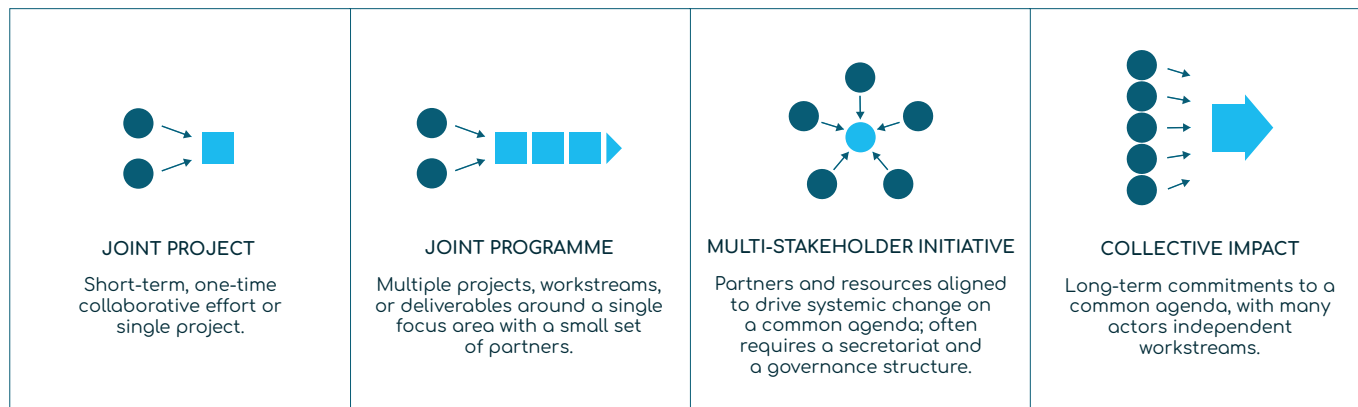 JOINT PROJECT
Short-term, one-time
collaborative effort or
single project.
JOINT PROGRAMME
Multiple projects, workstreams,
or deliverables around a single
focus area with a small set
of partners.
MULTI-STAKEHOLDER INITIATIVE
Partners and resources aligned
to drive systemic change on
a common agenda; often
requires a secretariat and
a governance structure.
COLLECTIVE IMPACT
Long-term commitments to a
common agenda, with many
actors independent
workstreams.